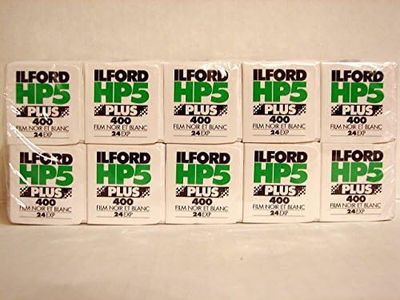 ILFORD ILFORD ILFORD ILFORD ILFORD
HP5 HP5 HP5 HP5 HP5
PLUS PLUS PLUS PLUS PLUS
400 400 400 400 400
FILM NOIR ET BLANC FILM NOIR ET BLANC FILM NOIR ET BLANC FILM NOIR ET BLANC FILM NOIR ET BLANC
24 EXP 24 EXP 24 EXP 24 EXP 24 EXP
ILFORD ILFORD ILFORD ILFORD ILFORD
HP5 HP5 HP5 HP5 HP5
PLUS PLUS PLUS PLUS PLUS
400 400 400 400 400
FILM NOIR ET BLANC FILM NOIR ET BLANC FILM NOIR ET BLANC FILM NOIR ET BLANC FILM NOIR ET BLANC
24 EXP 24 EXP 24 EXP 24 EXP 24 EXP